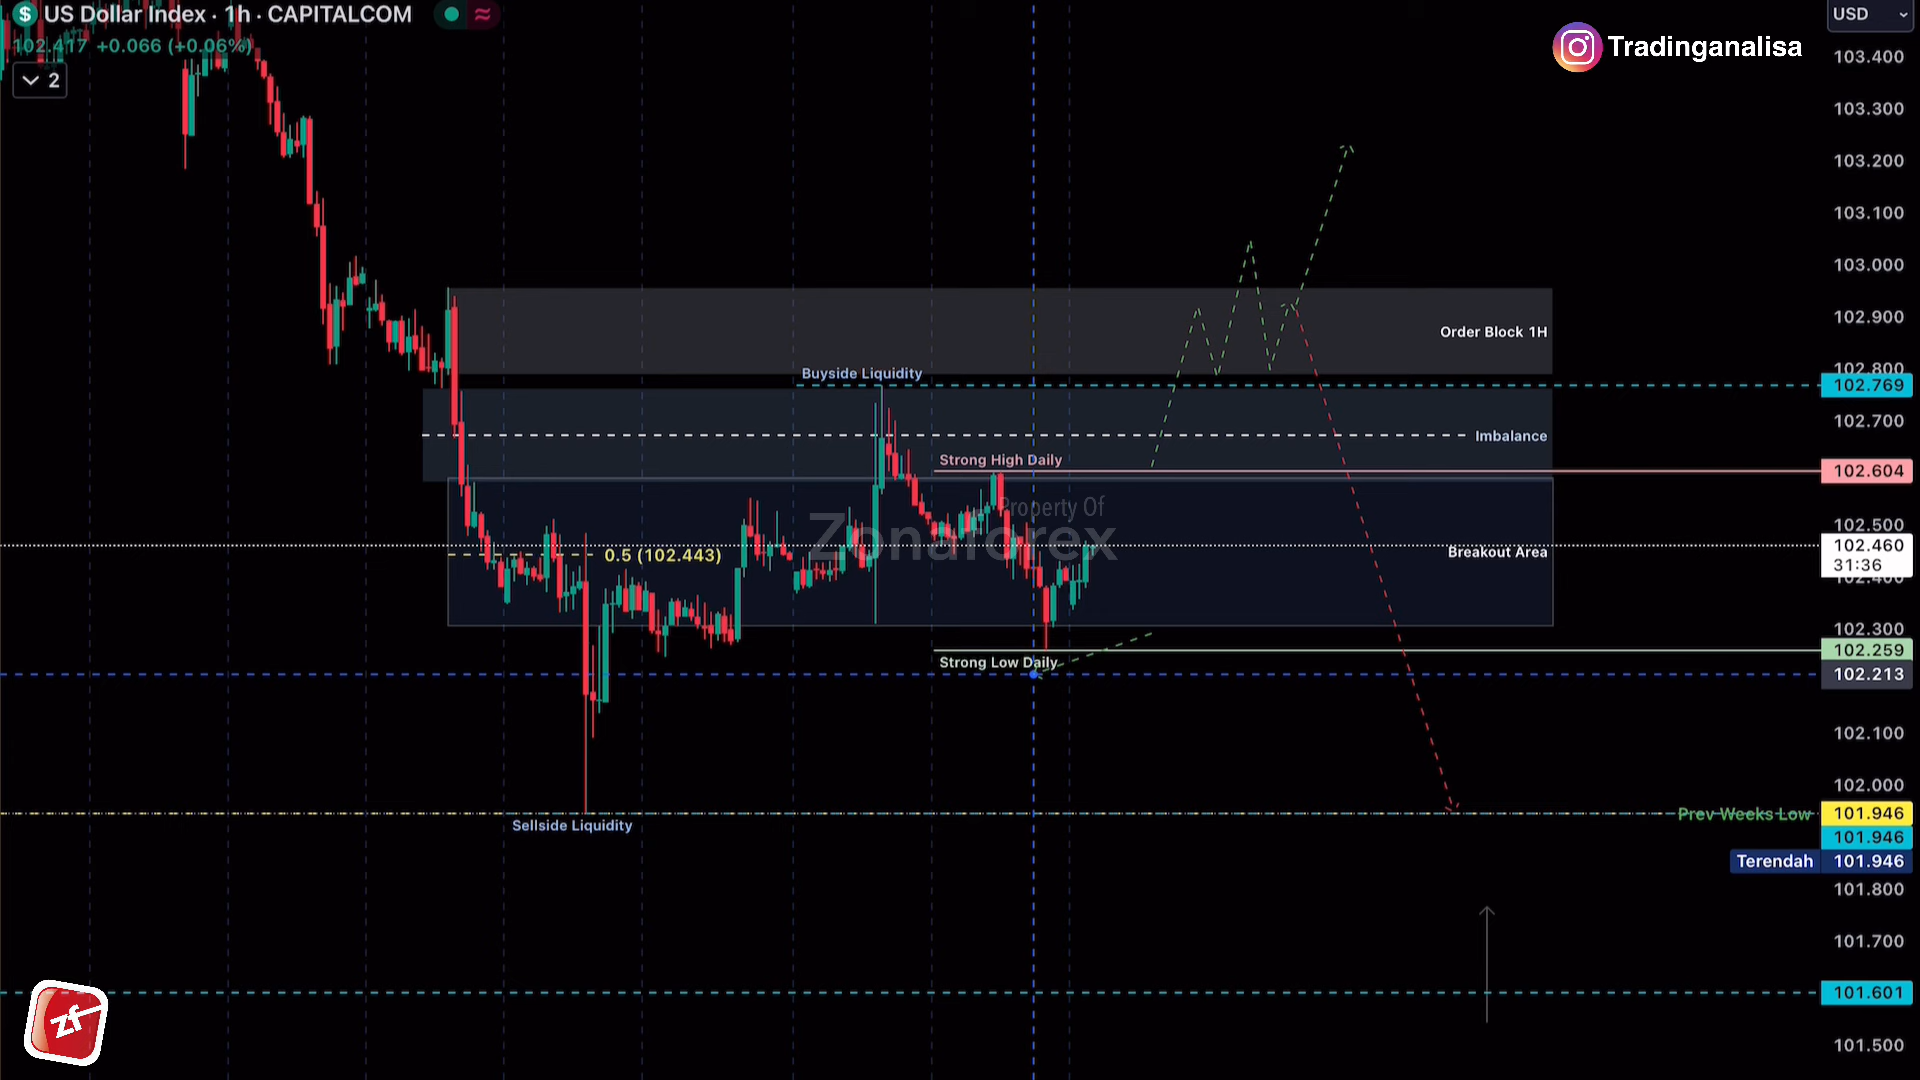 $ US Dollar Index · 1h · CAPITALCOM
102.417 +0.066 (+0.06%)
2
Tradinganalisa
USD
103.400
103.300
103.200
103.100
103.000
102.900
Order Block 1H
102.800
Buyside Liquidity
102.769
102.700
Imbalance
Strong High Daily
102.604
Property Of
102.500
Zonaforex
102.460
0.5 (102.443)
Breakout Area
31:36
102.400
102.300
102.259
Strong Low Daily
102.213
102.100
102.000
Prev Weeks Low
101.946
Sellside Liquidity
101.946
Terendah 101.946
101.800
101.700
101.601
zf
101.500